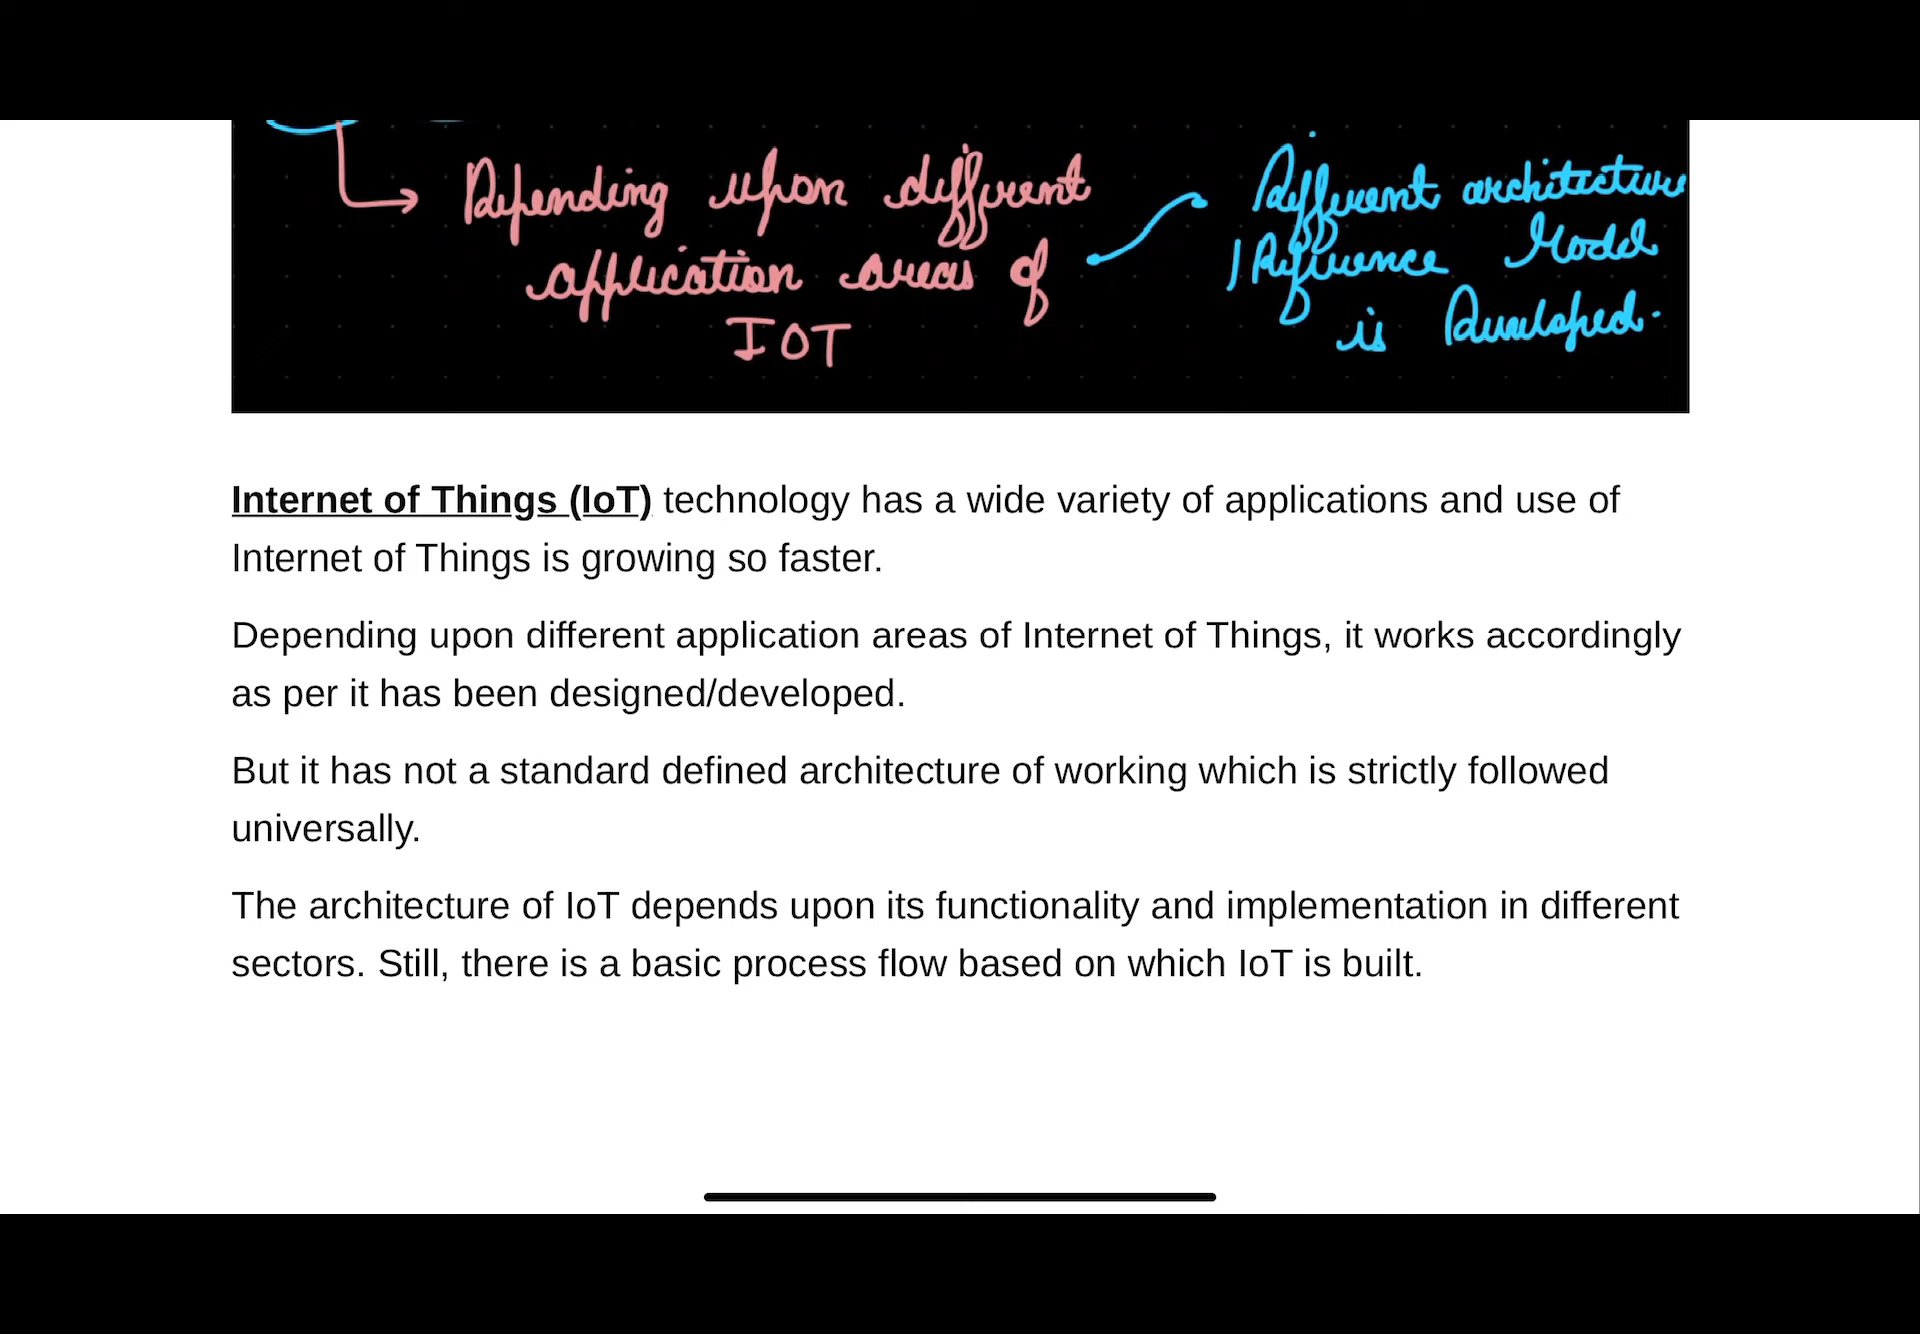 Depending upon different
application areas of
IOT
Different architecture
/Reference Model
is Developed.
Internet of Things (IoT) technology has a wide variety of applications and use of
Internet of Things is growing so faster.
Depending upon different application areas of Internet of Things, it works accordingly
as per it has been designed/developed.
But it has not a standard defined architecture of working which is strictly followed
universally.
The architecture of IoT depends upon its functionality and implementation in different
sectors. Still, there is a basic process flow based on which IoT is built.